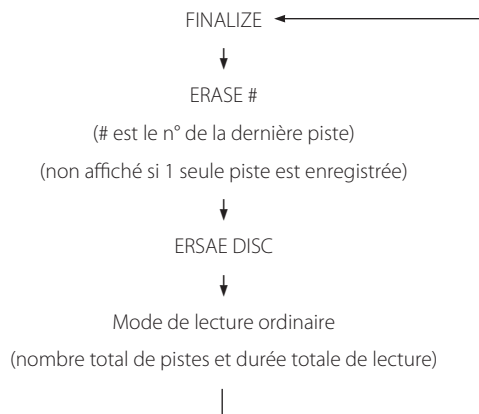 FINALIZE
ERASE #
(# est le n° de la dernière piste)
(non affiché si 1 seule piste est enregistrée)
ERSAE DISC
Mode de lecture ordinaire
(nombre total de pistes et durée totale de lecture)